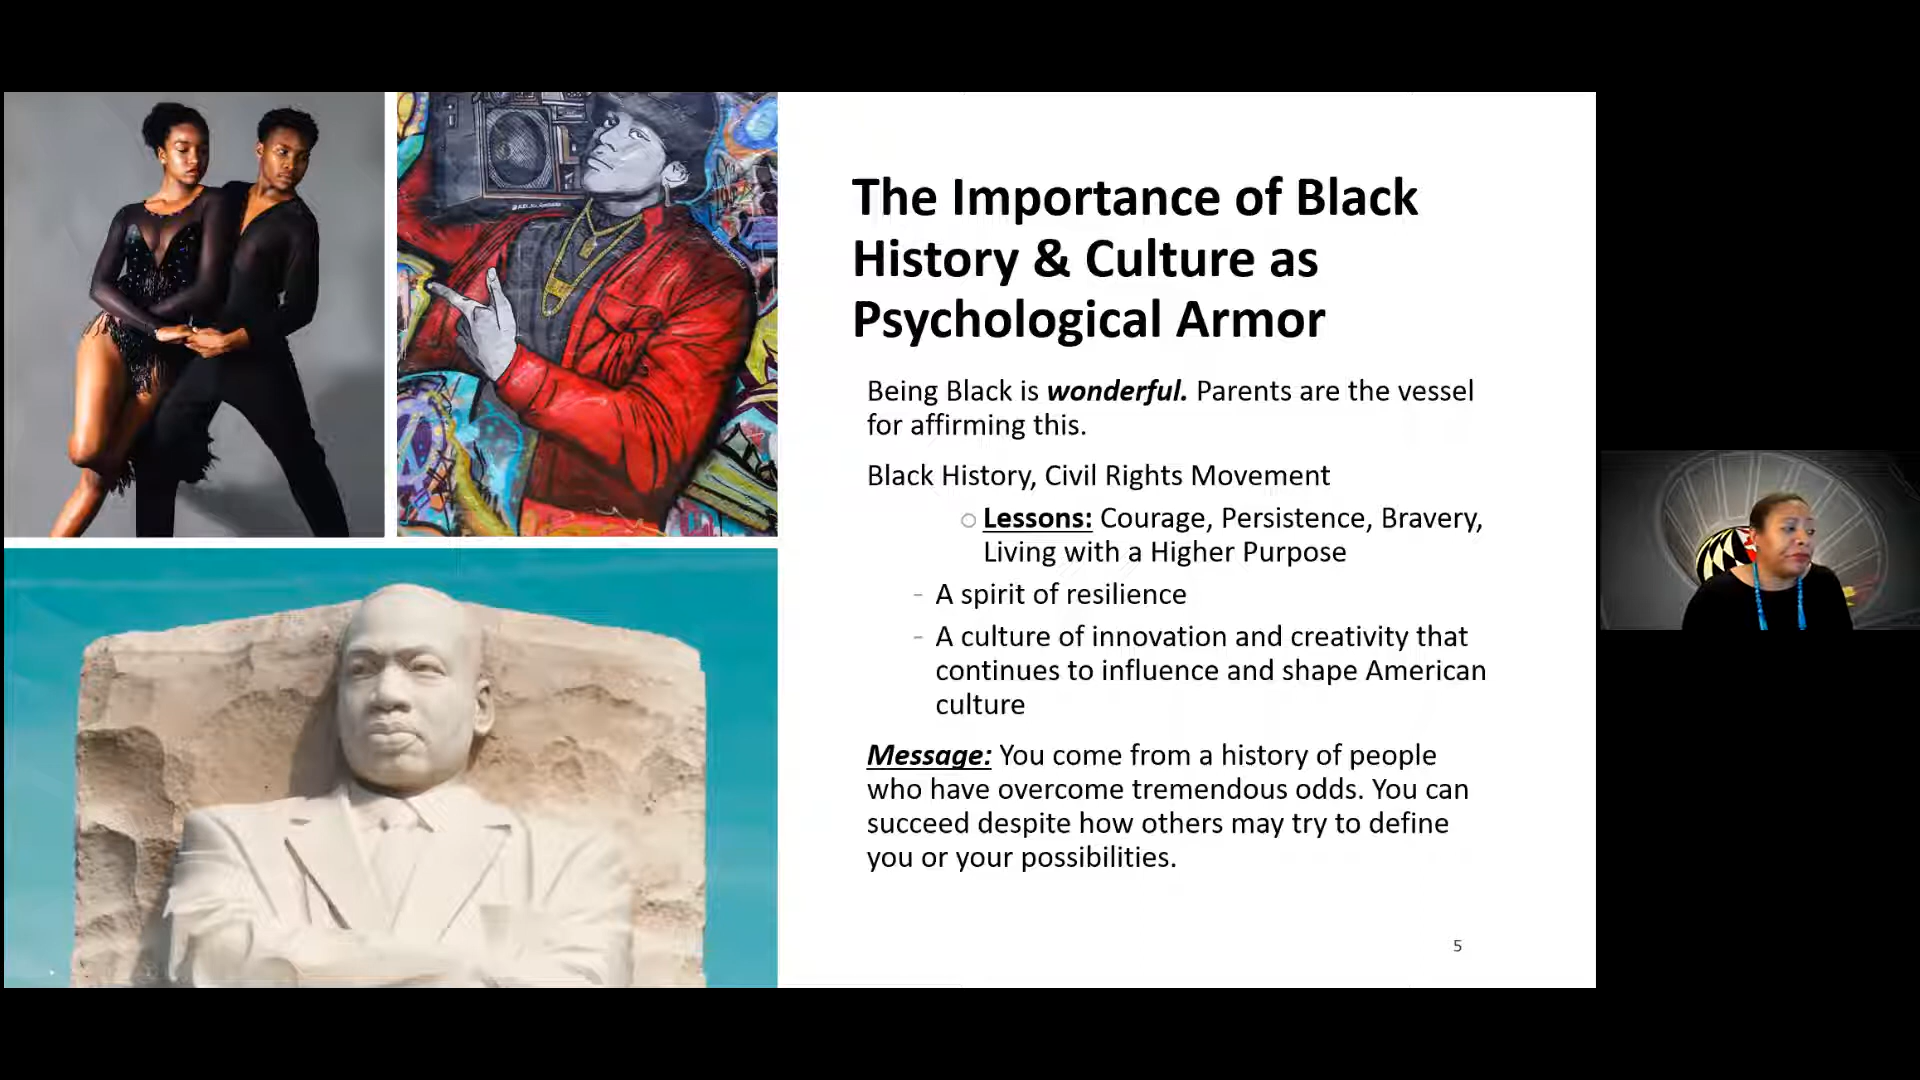 The Importance of Black
History & Culture as
Psychological Armor
Being Black is wonderful. Parents are the vessel
for affirming this.
Black History, Civil Rights Movement
Lessons: Courage, Persistence, Bravery,
Living with a Higher Purpose
- A spirit of resilience
- A culture of innovation and creativity that
continues to influence and shape American
culture
Message: You come from a history of people
who have overcome tremendous odds. You can
succeed despite how others may try to define
you or your possibilities.
5